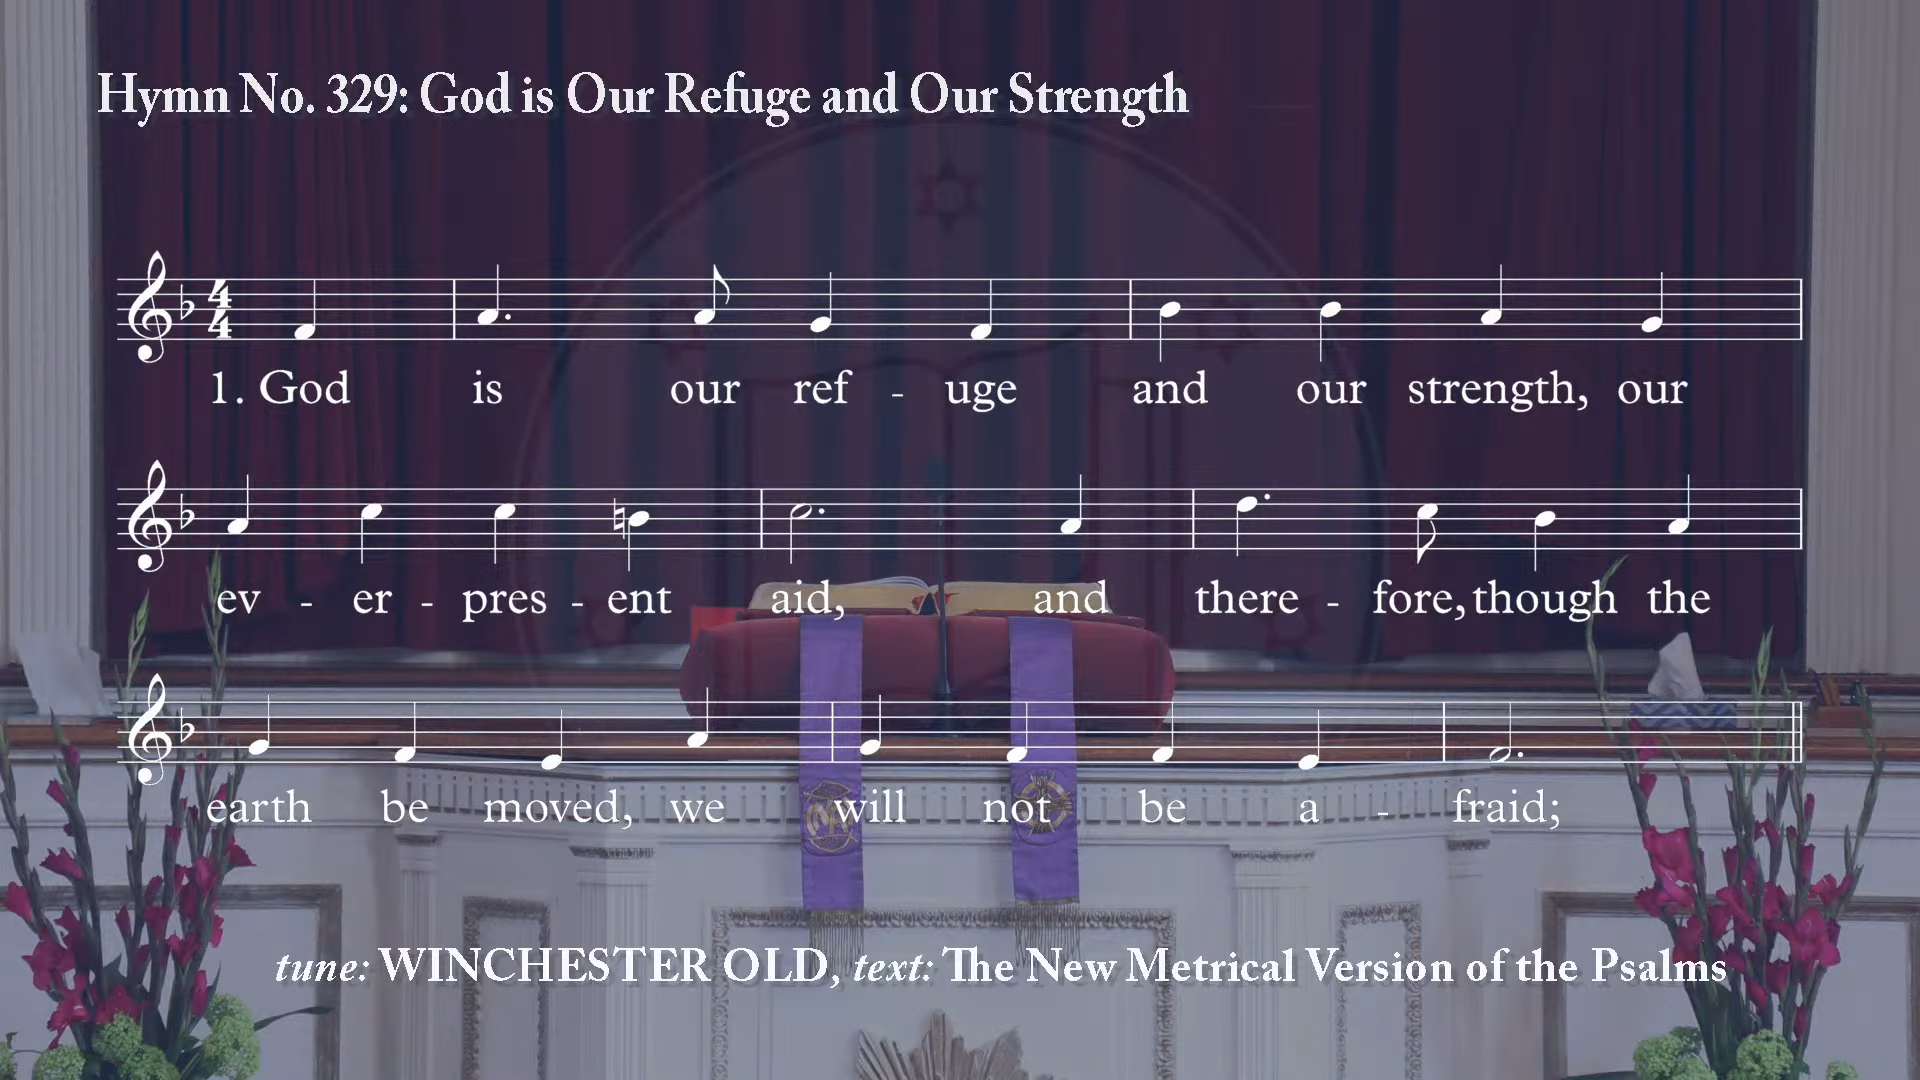 Hymn No. 329: God is Our Refuge and Our Strength
4
4
1. God is our ref - uge and our strength, our
ev - er - pres - ent aid, and there - fore, though the
earth be moved, we will not be a - fraid;
tune: WINCHESTER OLD, text: The New Metrical Version of the Psalms